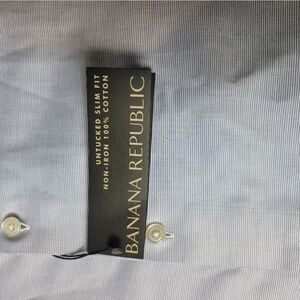 UNTUCKED SLIM FIT
NON-IRON 100% COTTON
BANANA REPUBLIC